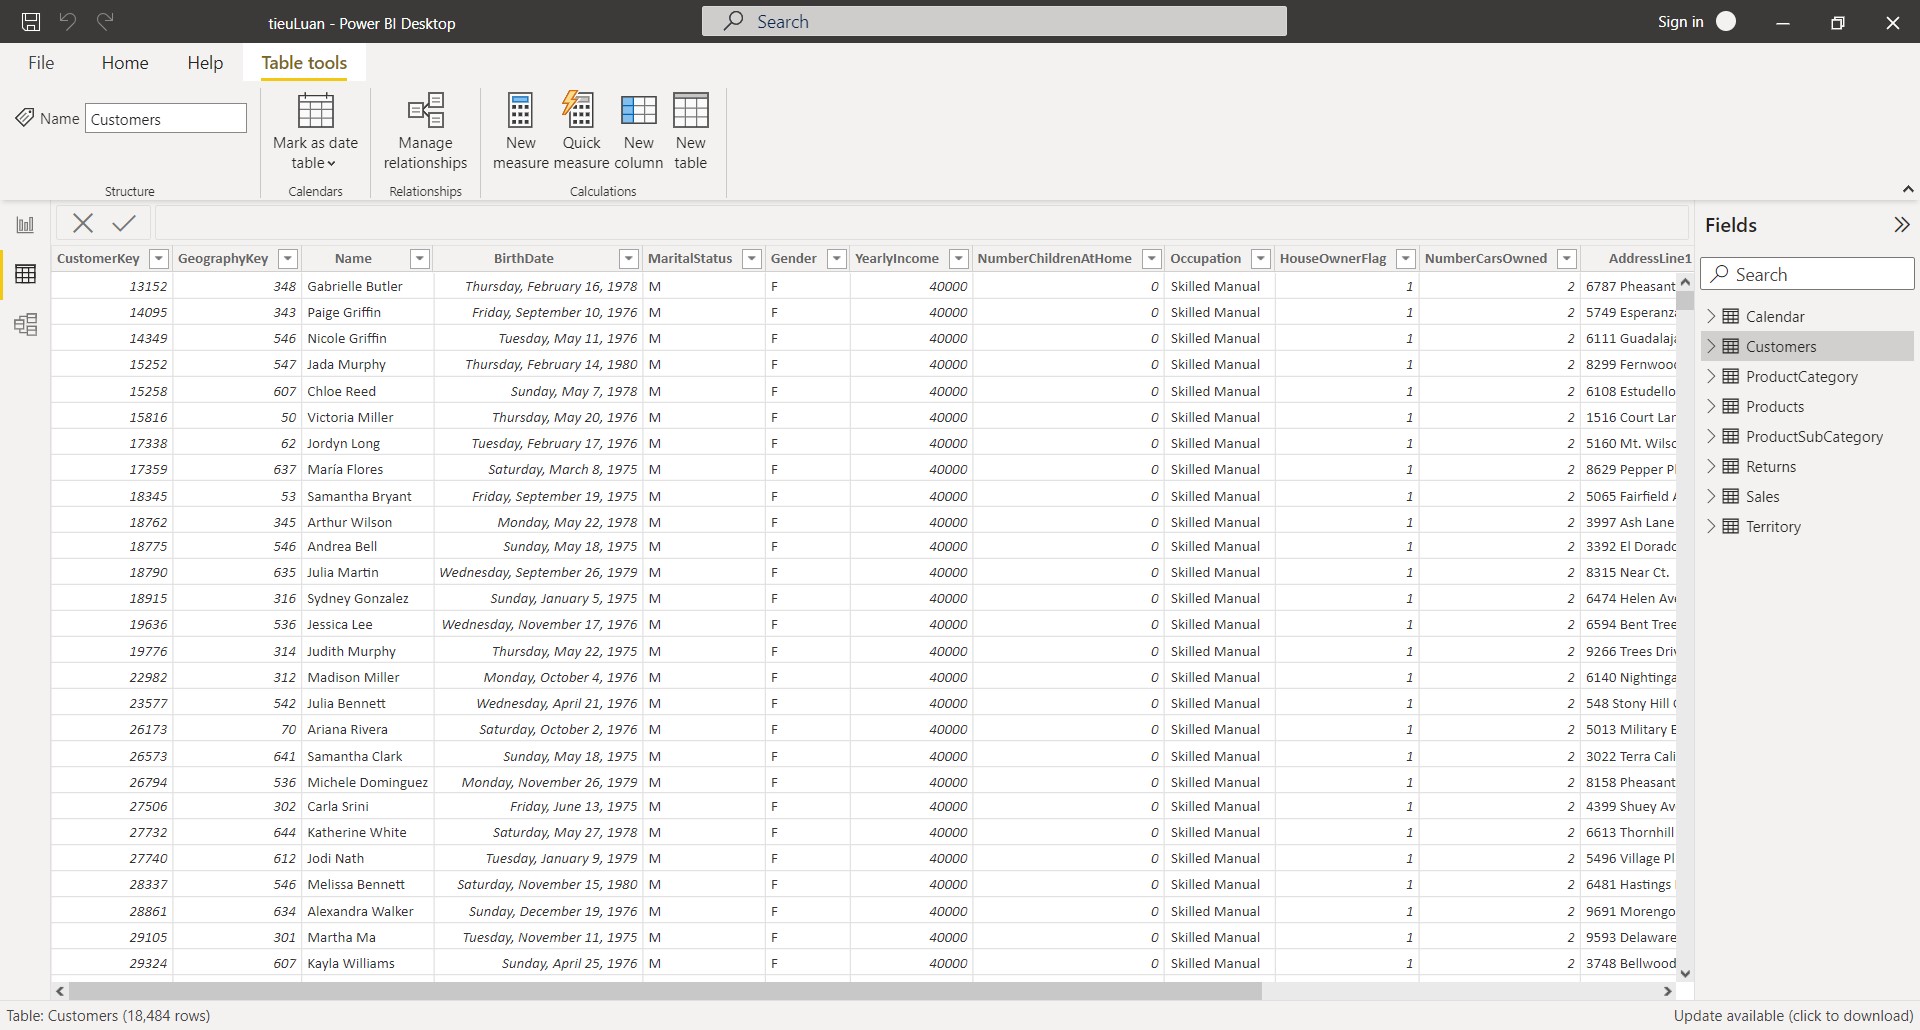 tieuLuan - Power BI Desktop
Search
Sign in
File Home Help Table tools
Name Customers
Mark as date table
Manage relationships
New measure
Quick measure
New column
New table
Structure Calendars Relationships Calculations
Fields
Search
Calendar
Customers
ProductCategory
Products
ProductSubCategory
Returns
Sales
Territory
CustomerKey GeographyKey Name BirthDate MaritalStatus Gender YearlyIncome NumberChildrenAtHome Occupation HouseOwnerFlag NumberCarsOwned AddressLine1
13152 348 Gabrielle Butler Thursday, February 16, 1978 M F 40000 0 Skilled Manual 1 2 6787 Pheasant
14095 343 Paige Griffin Friday, September 10, 1976 M F 40000 0 Skilled Manual 1 2 5749 Esperanza
14349 546 Nicole Griffin Tuesday, May 11, 1976 M F 40000 0 Skilled Manual 1 2 6111 Guadalaja
15252 547 Jada Murphy Thursday, February 14, 1980 M F 40000 0 Skilled Manual 1 2 8299 Fernwood
15258 607 Chloe Reed Sunday, May 7, 1978 M F 40000 0 Skilled Manual 1 2 6108 Estudello
15816 50 Victoria Miller Thursday, May 20, 1976 M F 40000 0 Skilled Manual 1 2 1516 Court Lan
17338 62 Jordyn Long Tuesday, February 17, 1976 M F 40000 0 Skilled Manual 1 2 5160 Mt. Wilso
17359 637 María Flores Saturday, March 8, 1975 M F 40000 0 Skilled Manual 1 2 8629 Pepper Pl
18345 53 Samantha Bryant Friday, September 19, 1975 M F 40000 0 Skilled Manual 1 2 5065 Fairfield A
18762 345 Arthur Wilson Monday, May 22, 1978 M F 40000 0 Skilled Manual 1 2 3997 Ash Lane
18775 546 Andrea Bell Sunday, May 18, 1975 M F 40000 0 Skilled Manual 1 2 3392 El Dorado
18790 635 Julia Martin Wednesday, September 26, 1979 M F 40000 0 Skilled Manual 1 2 8315 Near Ct.
18915 316 Sydney Gonzalez Sunday, January 5, 1975 M F 40000 0 Skilled Manual 1 2 6474 Helen Ave
19636 536 Jessica Lee Wednesday, November 17, 1976 M F 40000 0 Skilled Manual 1 2 6594 Bent Tree
19776 314 Judith Murphy Thursday, May 22, 1975 M F 40000 0 Skilled Manual 1 2 9266 Trees Driv
22982 312 Madison Miller Monday, October 4, 1976 M F 40000 0 Skilled Manual 1 2 6140 Nightinga
23577 542 Julia Bennett Wednesday, April 21, 1976 M F 40000 0 Skilled Manual 1 2 548 Stony Hill C
26173 70 Ariana Rivera Saturday, October 2, 1976 M F 40000 0 Skilled Manual 1 2 5013 Military E
26573 641 Samantha Clark Sunday, May 18, 1975 M F 40000 0 Skilled Manual 1 2 3022 Terra Cali
26794 536 Michele Dominguez Monday, November 26, 1979 M F 40000 0 Skilled Manual 1 2 8158 Pheasant
27506 302 Carla Srini Friday, June 13, 1975 M F 40000 0 Skilled Manual 1 2 4399 Shuey Av
27732 644 Katherine White Saturday, May 27, 1978 M F 40000 0 Skilled Manual 1 2 6613 Thornhill
27740 612 Jodi Nath Tuesday, January 9, 1979 M F 40000 0 Skilled Manual 1 2 5496 Village Pl
28337 546 Melissa Bennett Saturday, November 15, 1980 M F 40000 0 Skilled Manual 1 2 6481 Hastings
28861 634 Alexandra Walker Sunday, December 19, 1976 M F 40000 0 Skilled Manual 1 2 9691 Morengo
29105 301 Martha Ma Tuesday, November 11, 1975 M F 40000 0 Skilled Manual 1 2 9593 Delaware
29324 607 Kayla Williams Sunday, April 25, 1976 M F 40000 0 Skilled Manual 1 2 3748 Bellwood
Table: Customers (18,484 rows)
Update available (click to download)